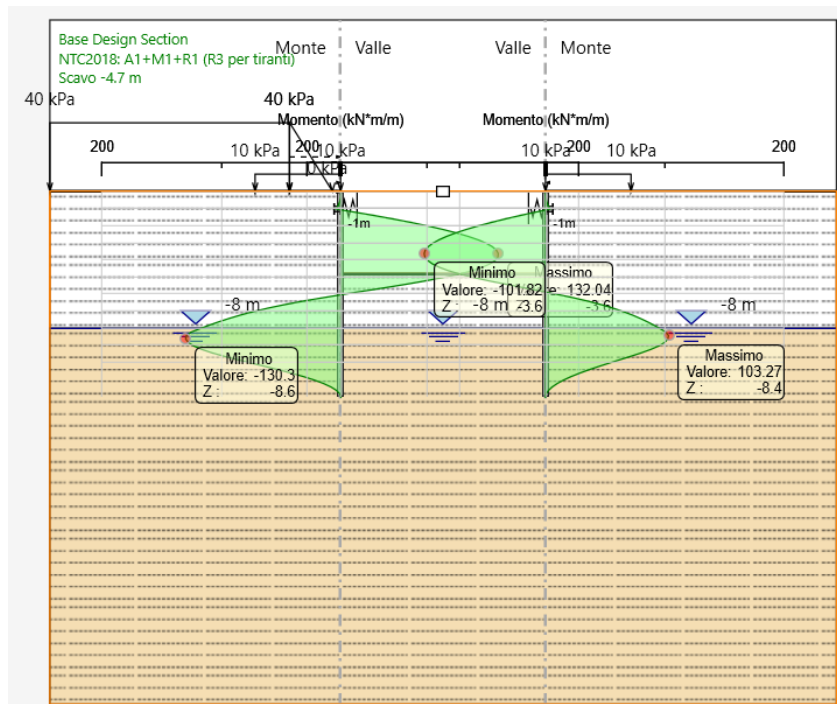 Base Design Section
NTC2018: A1+M1+R1 (R3 per tiranti)
Scavo -4.7 m
Monte
Valle
Valle
Monte
40 kPa
40 kPa
Momento (kN*m/m)
Momento (kN*m/m)
200
200
200
200
10 kPa
10 kPa
10 kPa
10 kPa
0 kPa
-1m
-1m
Minimo
Valore: -101.82
-3.6
Massimo
132.04
-3.6
-8 m
-8 m
-8 m
Minimo
Valore: -130.3
Z : -8.6
Massimo
Valore: 103.27
Z : -8.4